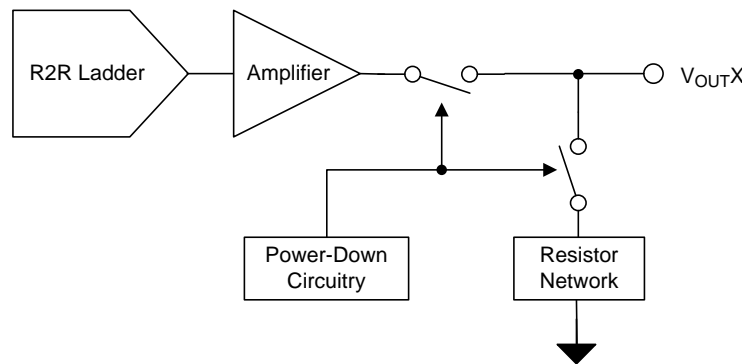 R2R Ladder
Amplifier
VOUTX
Power-Down
Circuitry
Resistor
Network